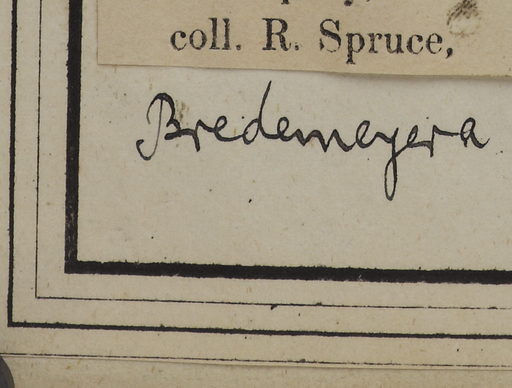 coll. R. Spruce,
Bredemeyera